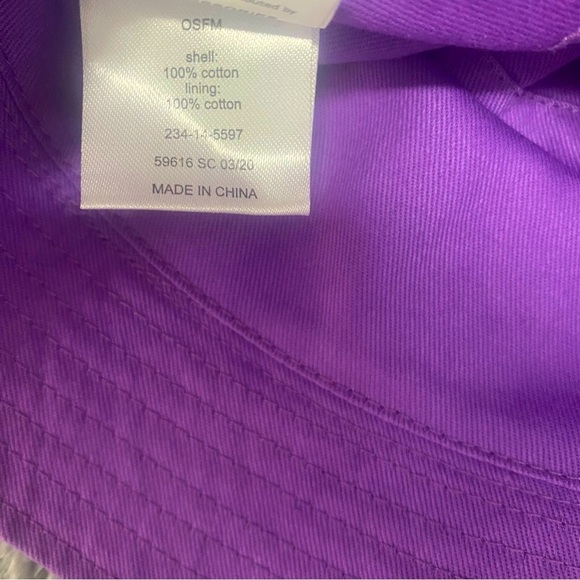 OSFM
shell:
100% cotton
lining:
100% cotton
234-14-5597
59616 SC 03/20
MADE IN CHINA